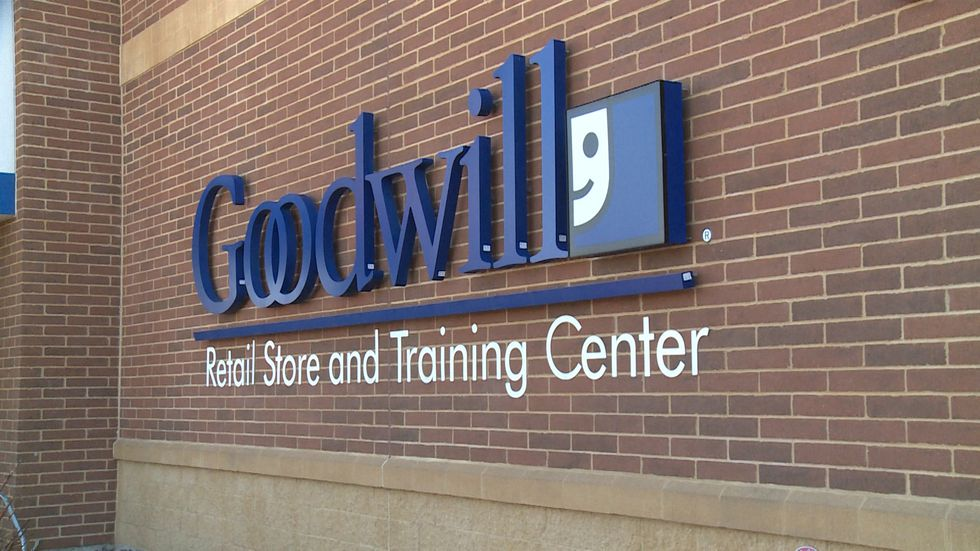 Goodwill
®
Retail Store and Training Center